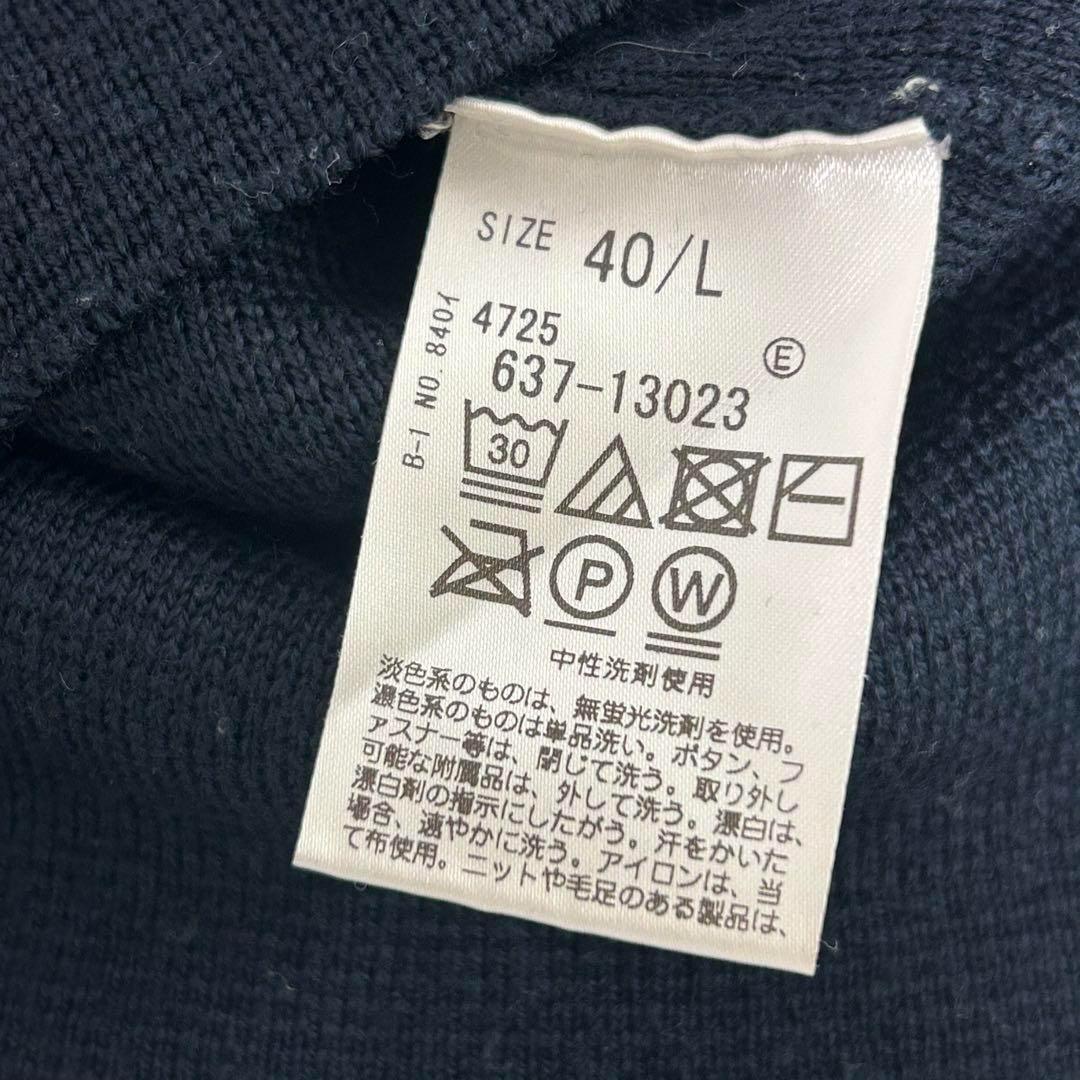 SIZE 40/L
4725
637-13023
E
B-1 NO.8401
30
P
W
中性洗剤使用
淡色系のものは、無蛍光洗剤を使用。
濃色系のものは単品洗い。ボタン、フ
ァスナー等は、閉じて洗う。取り外し
可能な附属品は、外して洗う。漂白は、
漂白剤の指示にしたがう。汗をかいた
場合、速やかに洗う。アイロンは、当
て布使用。ニットや毛足のある製品は、